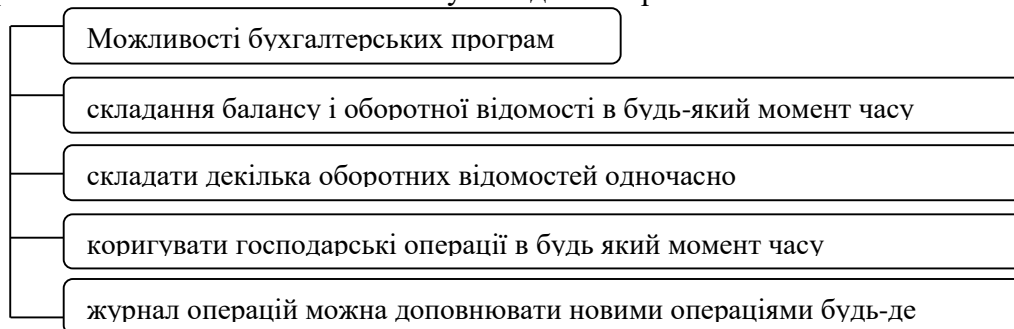 Можливості бухгалтерських програм
складання балансу і оборотної відомості в будь-який момент часу
складати декілька оборотних відомостей одночасно
коригувати господарські операції в будь який момент часу
журнал операцій можна доповнювати новими операціями будь-де